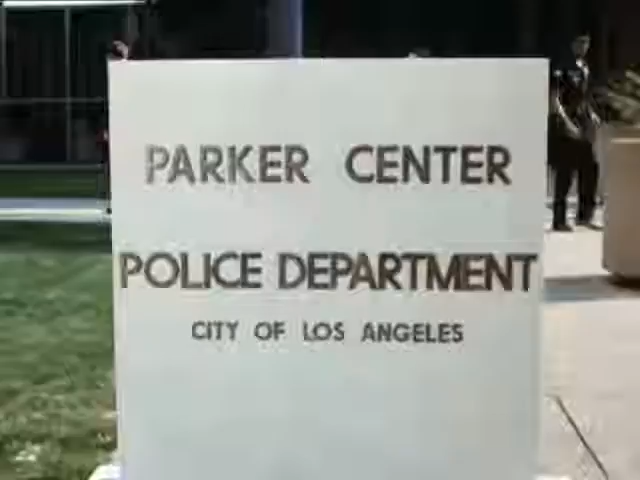 PARKER CENTER
POLICE DEPARTMENT
CITY OF LOS ANGELES